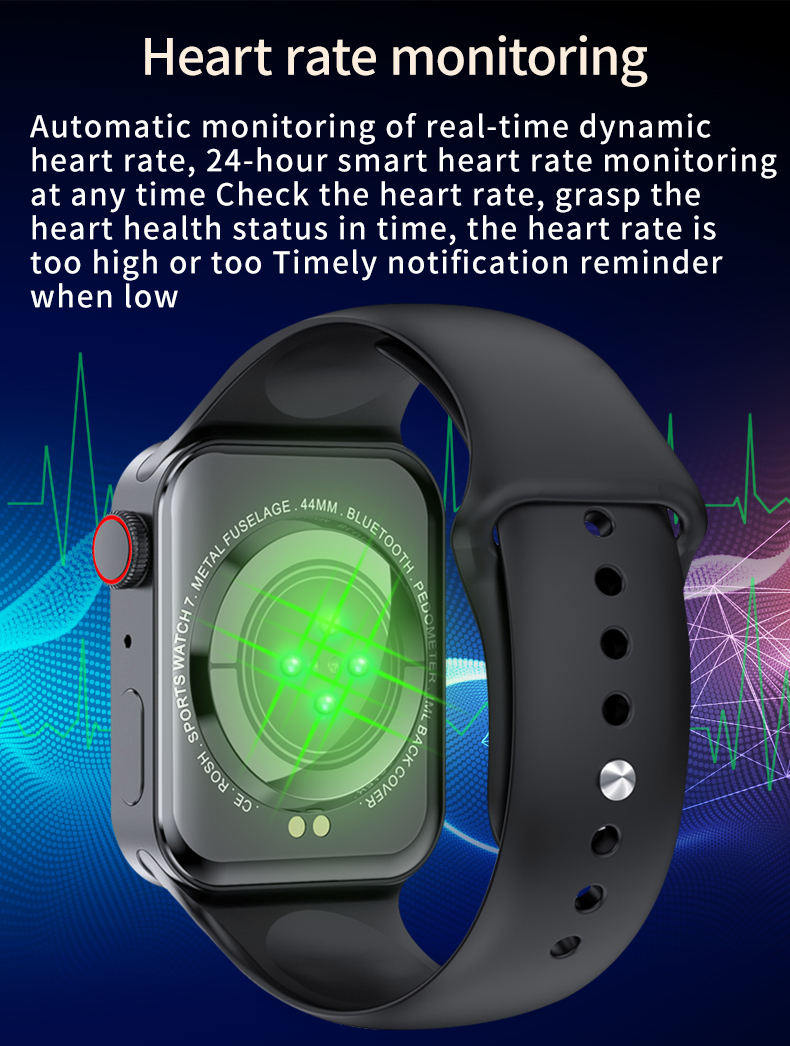 Heart rate monitoring
Automatic monitoring of real-time dynamic
heart rate, 24-hour smart heart rate monitoring
at any time Check the heart rate, grasp the
heart health status in time, the heart rate is
too high or too Timely notification reminder
when low
CE . ROSH . SPORTS WATCH 7. METAL FUSELAGE . 44MM . BLUETOOTH . PEDOMETER ML BACK COVER .